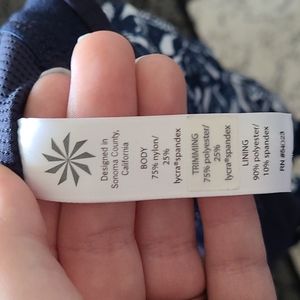 Designed in
Sonoma County,
California
BODY
75% nylon/
25%
lycra®spandex
TRIMMING
75% polyester/
25%
lycra®spandex
LINING
90% polyester/
10% spandex
RN